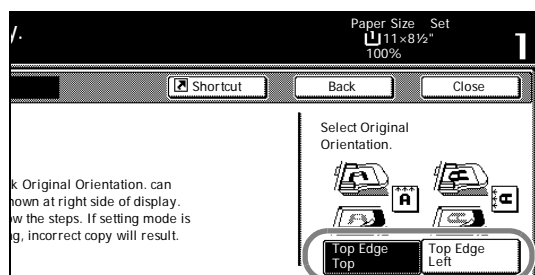 y.
Paper Size Set
11×8½"
100%
1
Shortcut
Back
Close
Select Original
Orientation.
k Original Orientation. can
hown at right side of display.
ow the steps. If setting mode is
g, incorrect copy will result.
A
A
Top Edge
Top
Top Edge
Left